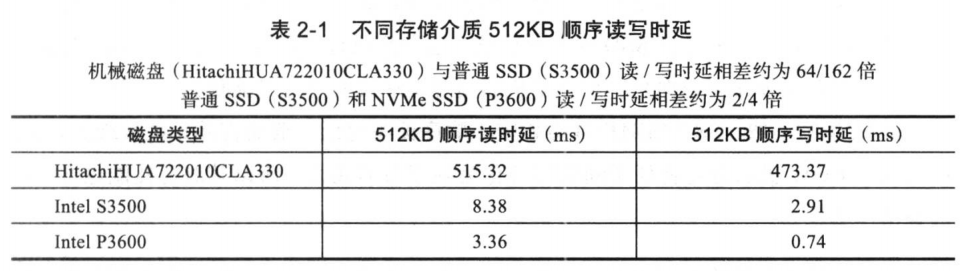 表 2-1 不同存储介质 512KB 顺序读写时延
机械磁盘（HitachiHUA722010CLA330）与普通 SSD（S3500）读 / 写时延相差约为 64/162 倍
普通 SSD（S3500）和 NVMe SSD（P3600）读 / 写时延相差约为 2/4 倍
磁盘类型 512KB 顺序读时延（ms） 512KB 顺序写时延（ms）
HitachiHUA722010CLA330 515.32 473.37
Intel S3500 8.38 2.91
Intel P3600 3.36 0.74